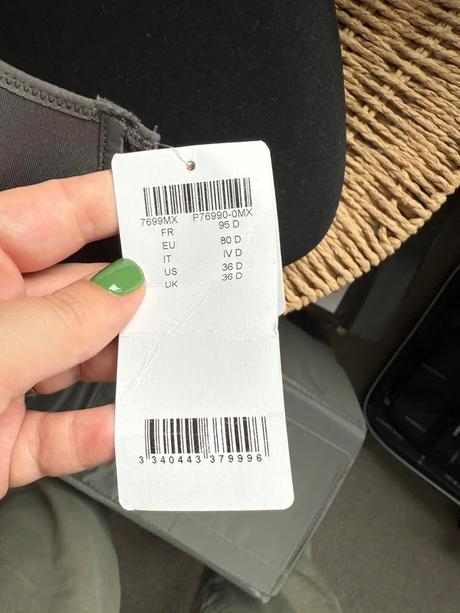 7699MX P76990-0MX
FR 95 D
EU 80 D
IT IV D
US 36 D
UK 36 D
3 340443 379996